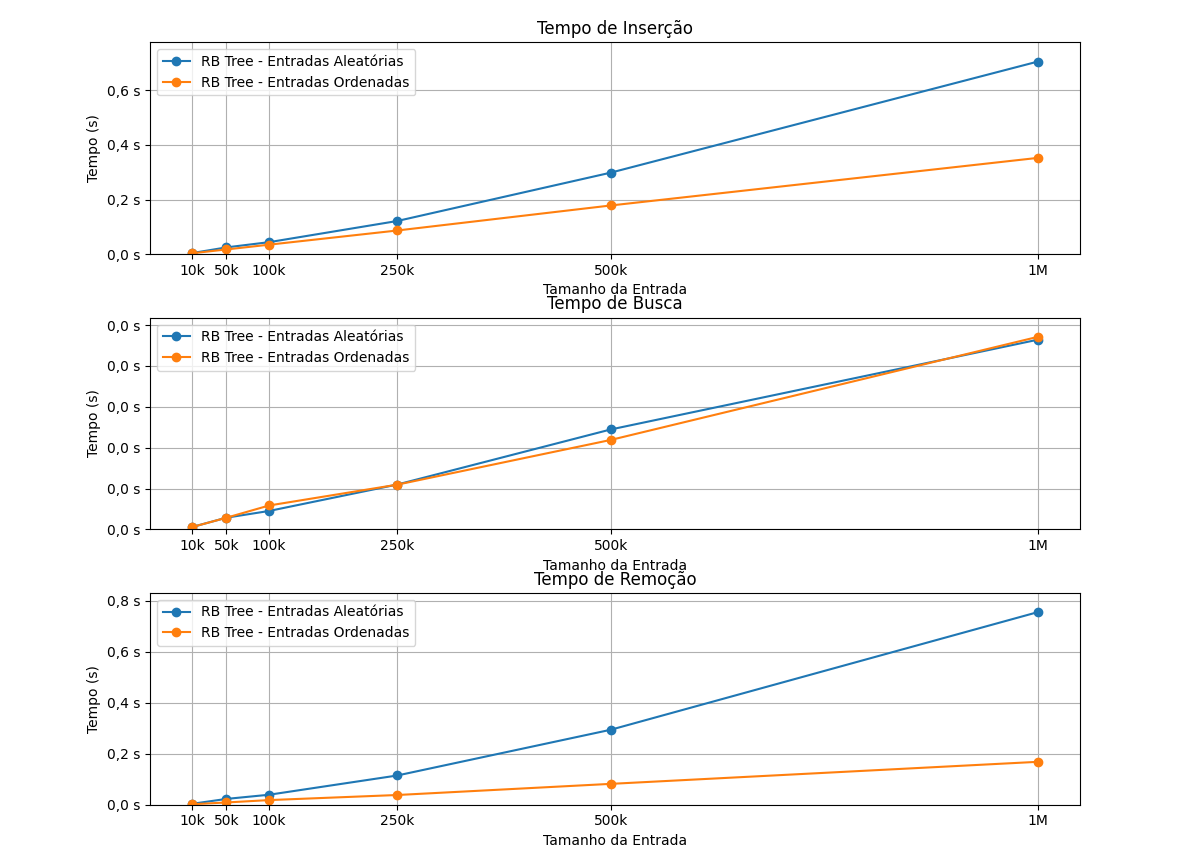 Tempo de Inserção
RB Tree - Entradas Aleatórias
RB Tree - Entradas Ordenadas
Tempo (s)
0,6 s
0,4 s
0,2 s
0,0 s
10k 50k 100k 250k 500k 1M
Tamanho da Entrada
Tempo de Busca
RB Tree - Entradas Aleatórias
RB Tree - Entradas Ordenadas
Tempo (s)
0,0 s
0,0 s
0,0 s
0,0 s
0,0 s
0,0 s
10k 50k 100k 250k 500k 1M
Tamanho da Entrada
Tempo de Remoção
RB Tree - Entradas Aleatórias
RB Tree - Entradas Ordenadas
Tempo (s)
0,8 s
0,6 s
0,4 s
0,2 s
0,0 s
10k 50k 100k 250k 500k 1M
Tamanho da Entrada